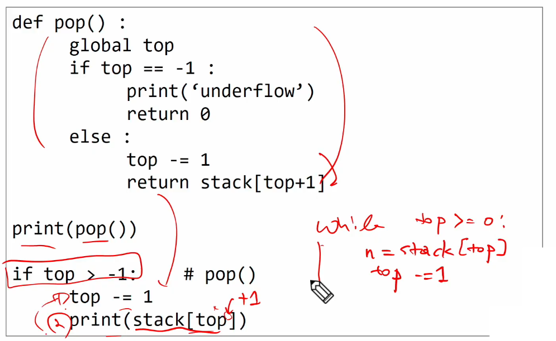 def pop() :
global top
if top == -1 :
print(‘underflow’)
return 0
else :
top -= 1
return stack[top+1]
print(pop())
if top > -1: # pop()
top -= 1
print(stack[top])
+1
2
while top >= 0:
n = stack[top]
top -= 1